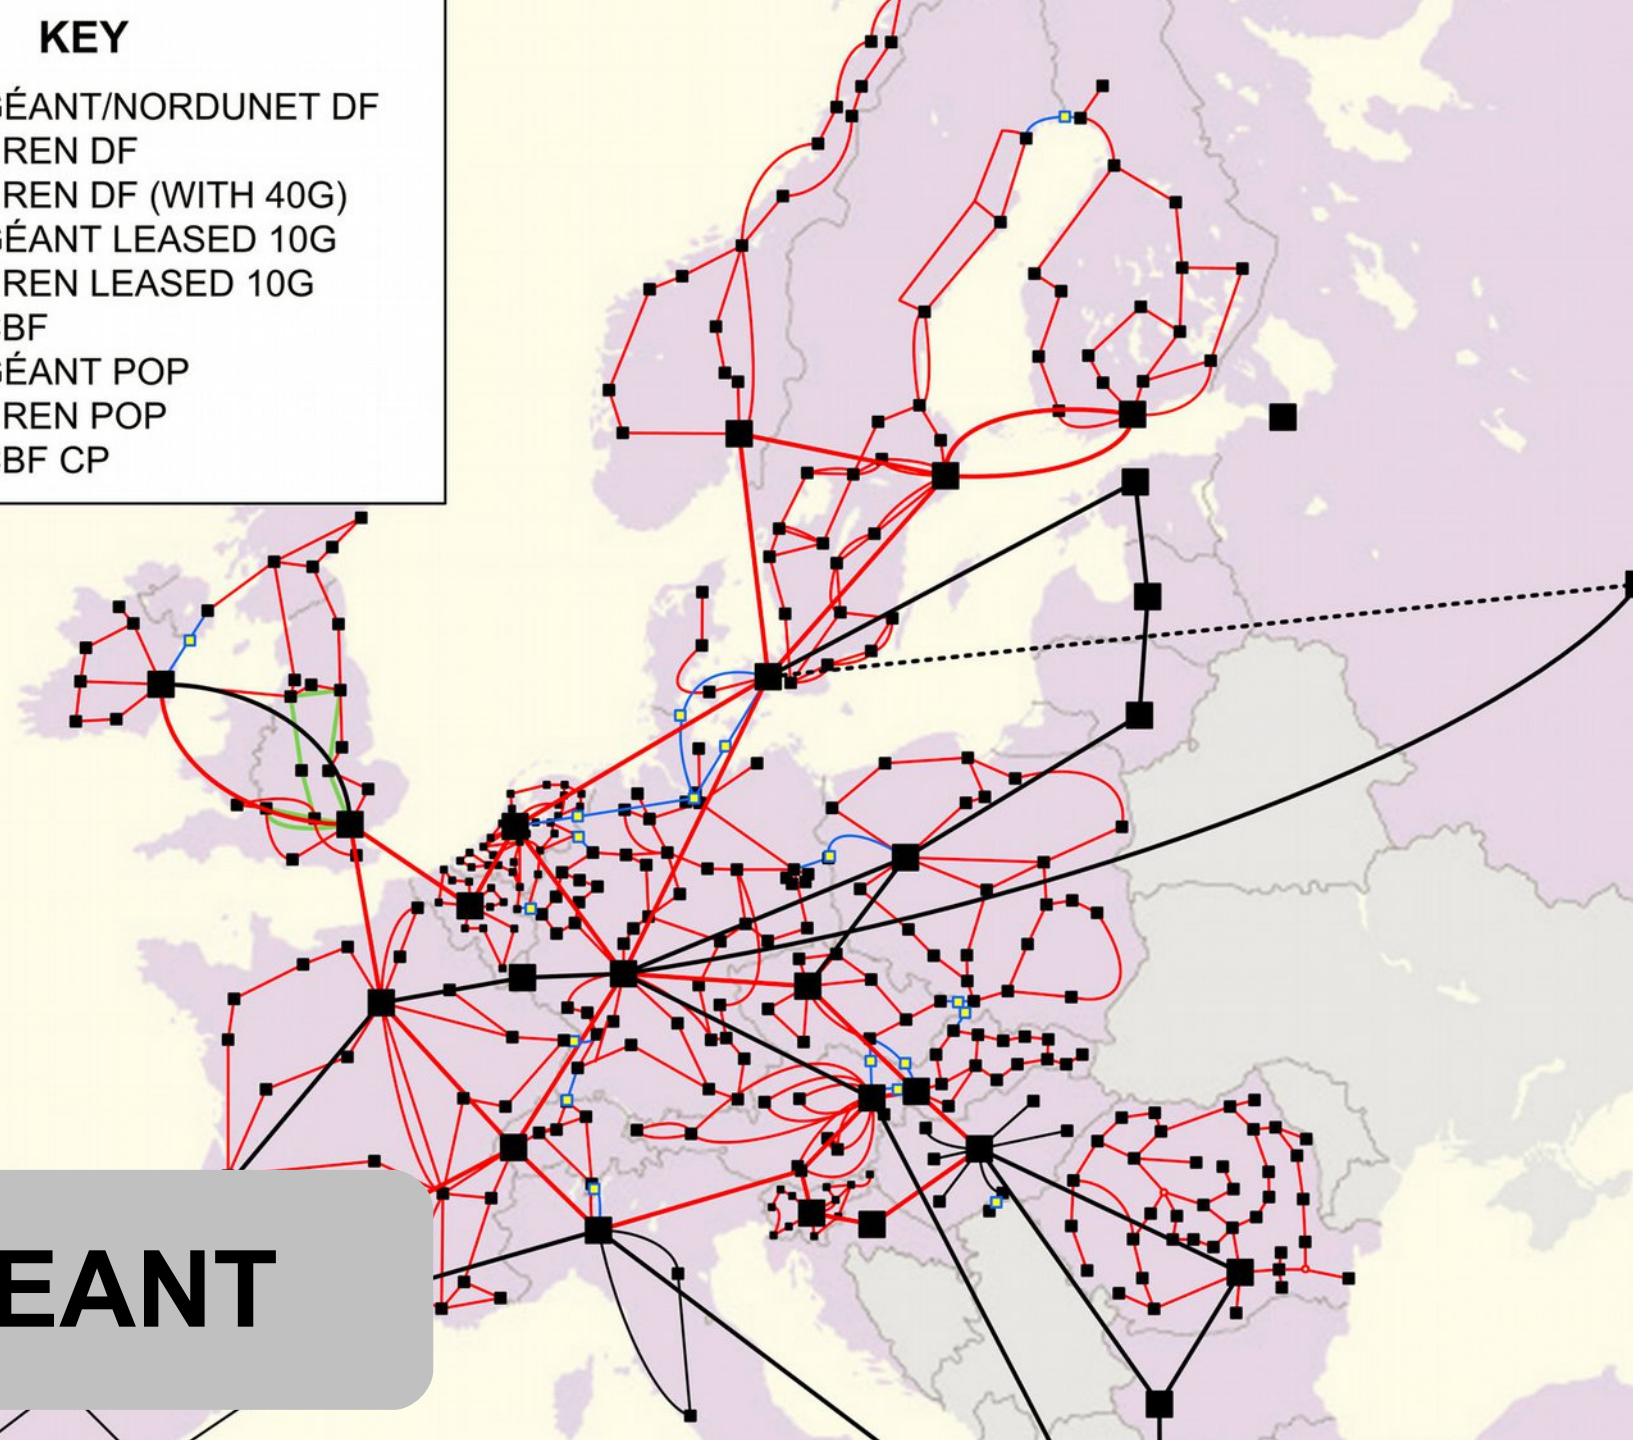 KEY
ÉANT/NORDUNET DF
REN DF
REN DF (WITH 40G)
ÉANT LEASED 10G
REN LEASED 10G
BF
ÉANT POP
REN POP
BF CP
EANT